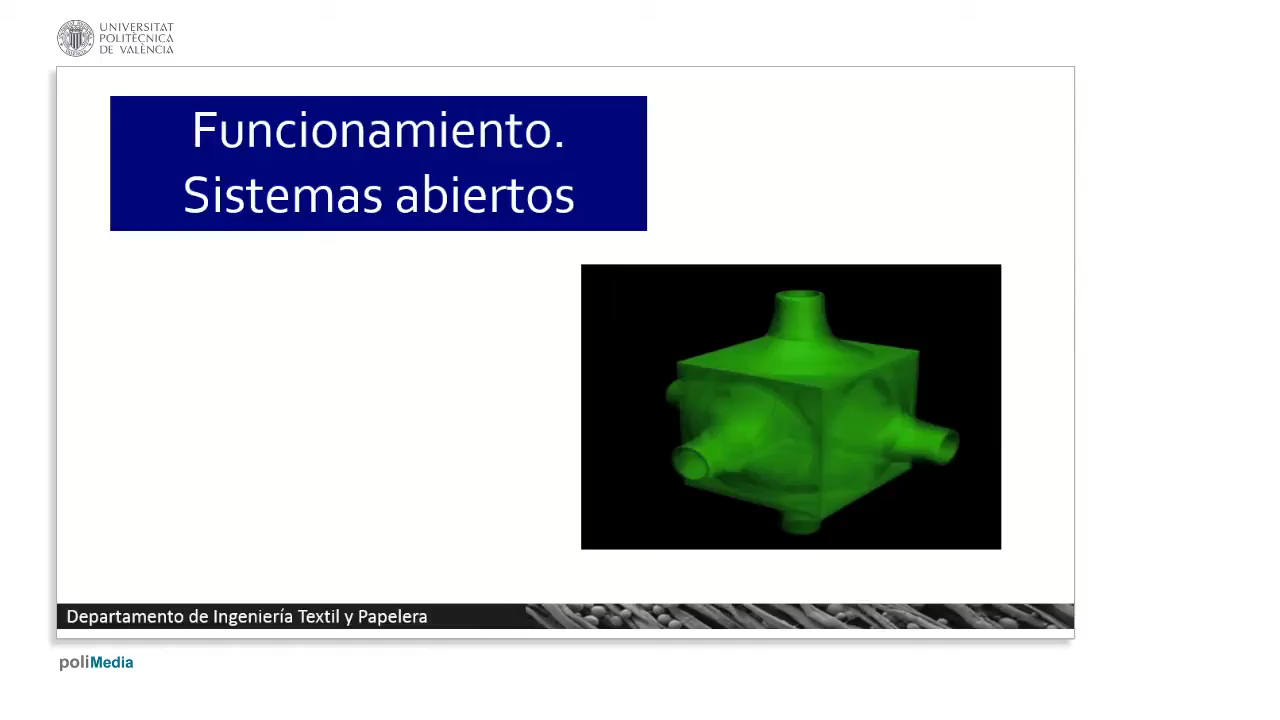 UNIVERSITAT
POLITÈCNICA
DE VALÈNCIA
Funcionamiento.
Sistemas abiertos
Departamento de Ingeniería Textil y Papelera
poliMedia